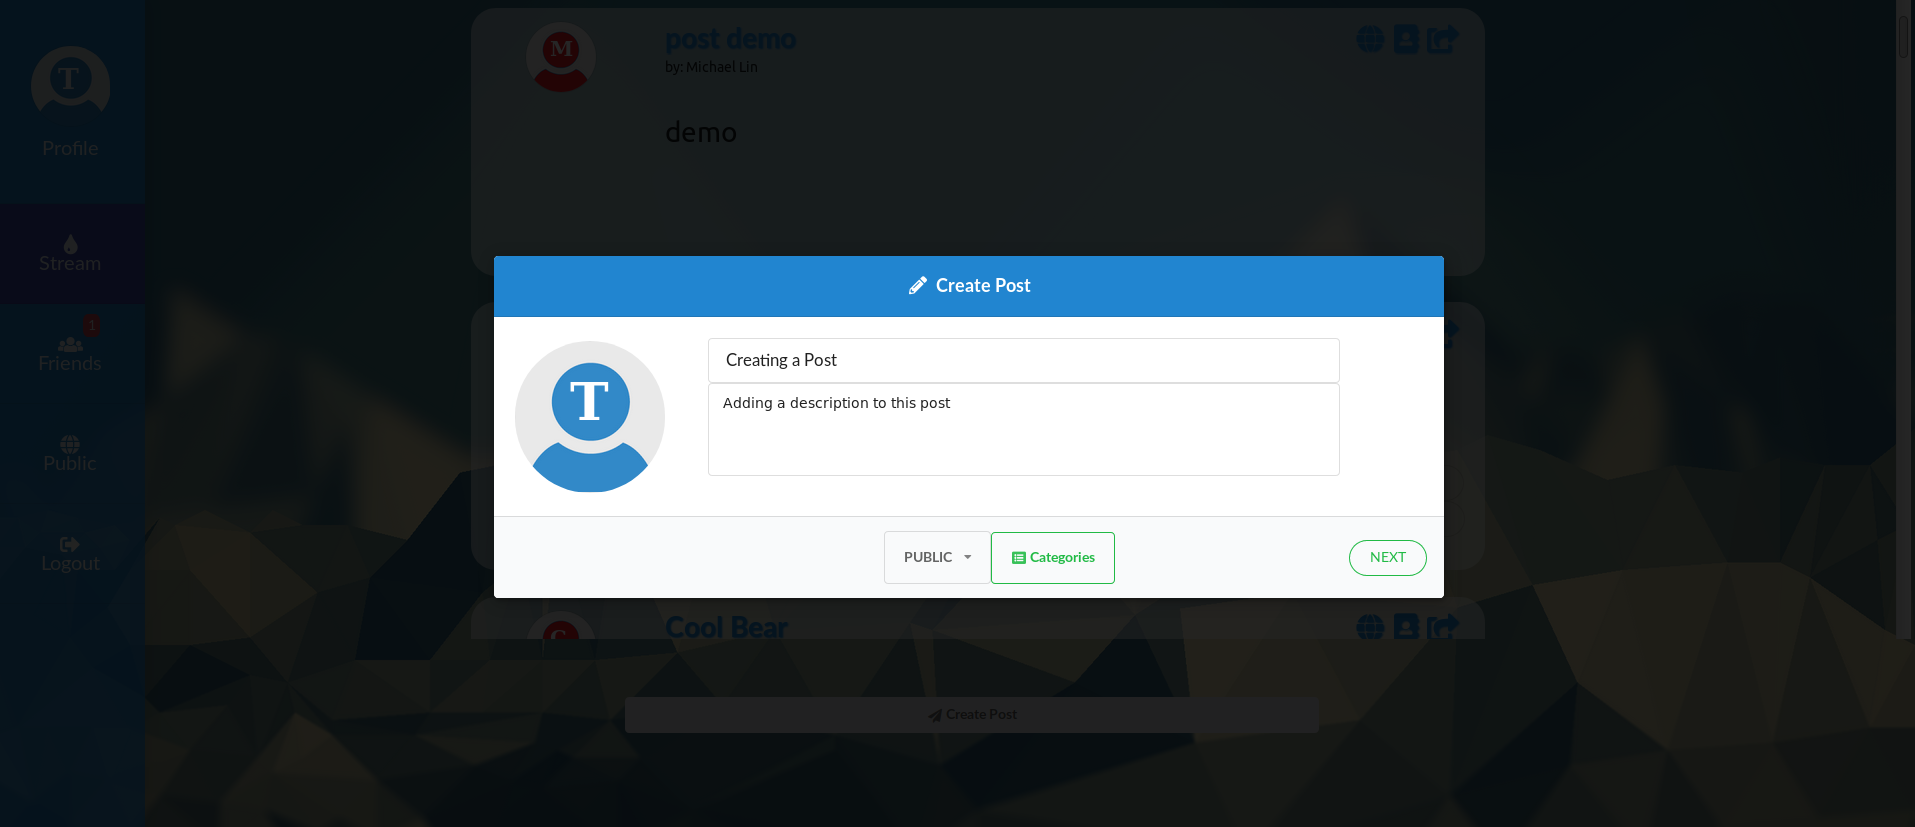 T
Profile
Stream
1
Friends
Public
Logout
M
post demo
by: Michael Lin
demo
Create Post
T
Creating a Post
Adding a description to this post
PUBLIC
Categories
NEXT
Cool Bear
Create Post